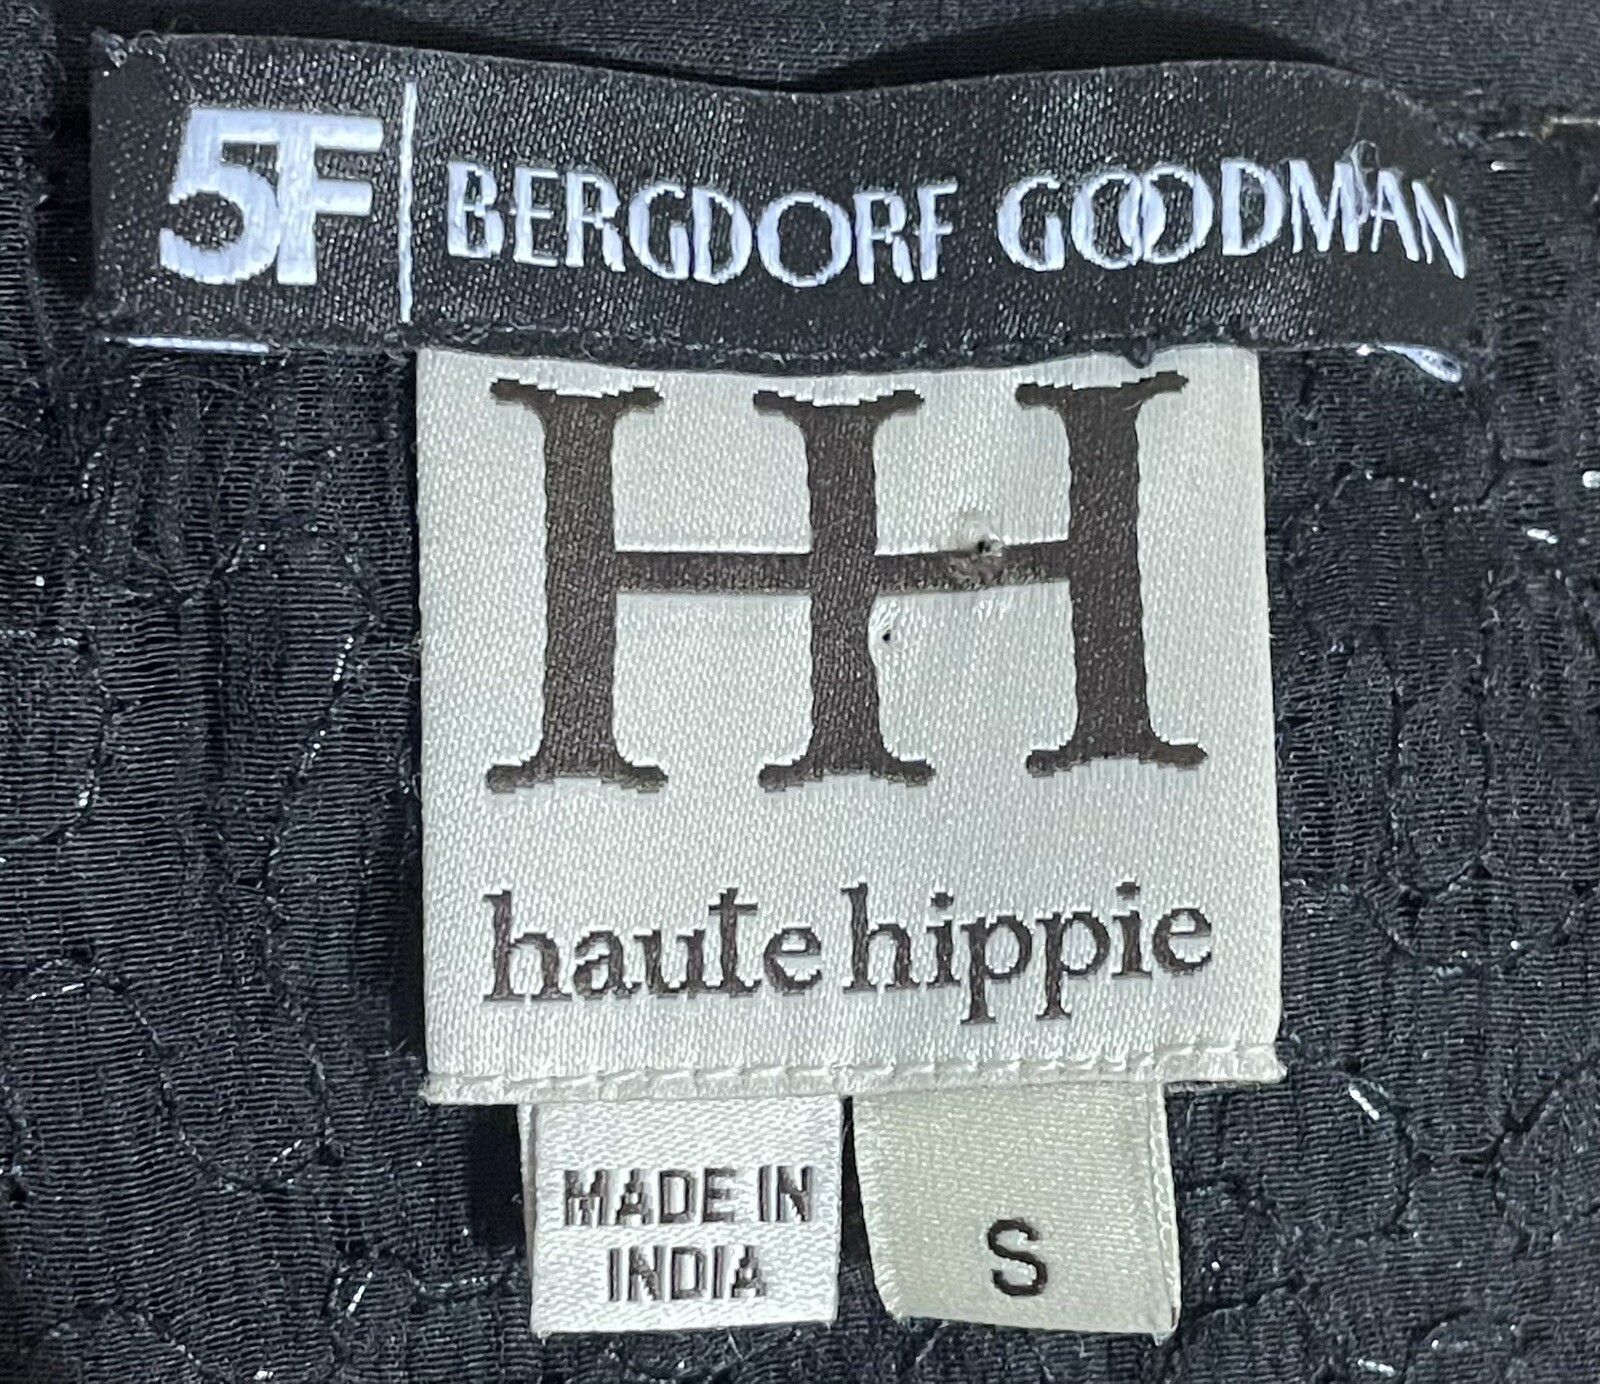 5F BERGDORF GOODMAN
HH
haute hippie
MADE IN
INDIA
S